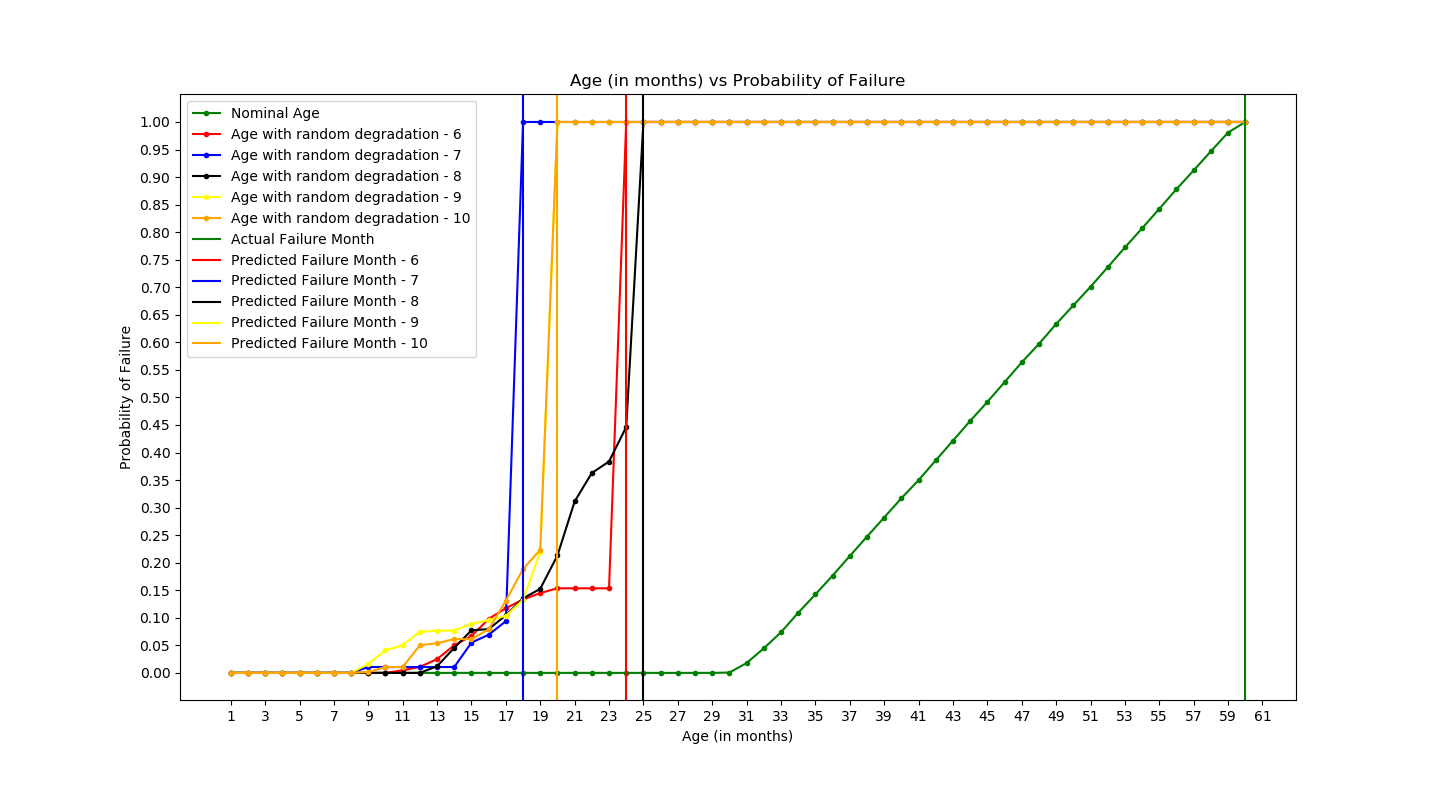 Age (in months) vs Probability of Failure
Nominal Age
Age with random degradation - 6
Age with random degradation - 7
Age with random degradation - 8
Age with random degradation - 9
Age with random degradation - 10
Actual Failure Month
Predicted Failure Month - 6
Predicted Failure Month - 7
Predicted Failure Month - 8
Predicted Failure Month - 9
Predicted Failure Month - 10
Probability of Failure
1.00
0.95
0.90
0.85
0.80
0.75
0.70
0.65
0.60
0.55
0.50
0.45
0.40
0.35
0.30
0.25
0.20
0.15
0.10
0.05
0.00
1 3 5 7 9 11 13 15 17 19 21 23 25 27 29 31 33 35 37 39 41 43 45 47 49 51 53 55 57 59 61
Age (in months)